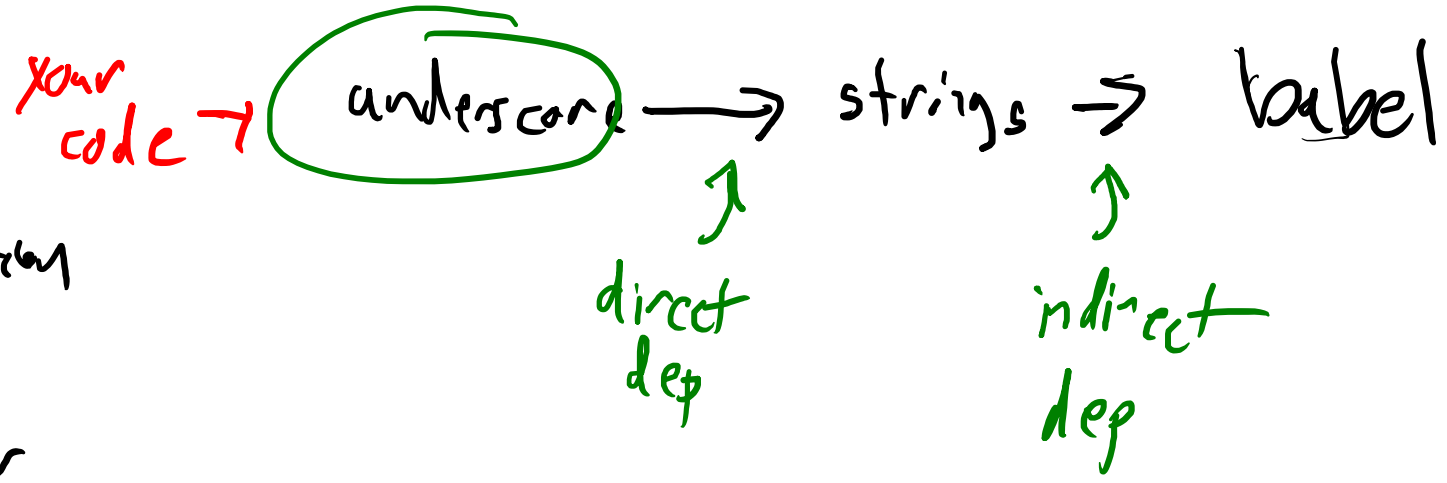 your
code → underscore → strings → babel
direct
dep
indirect
dep